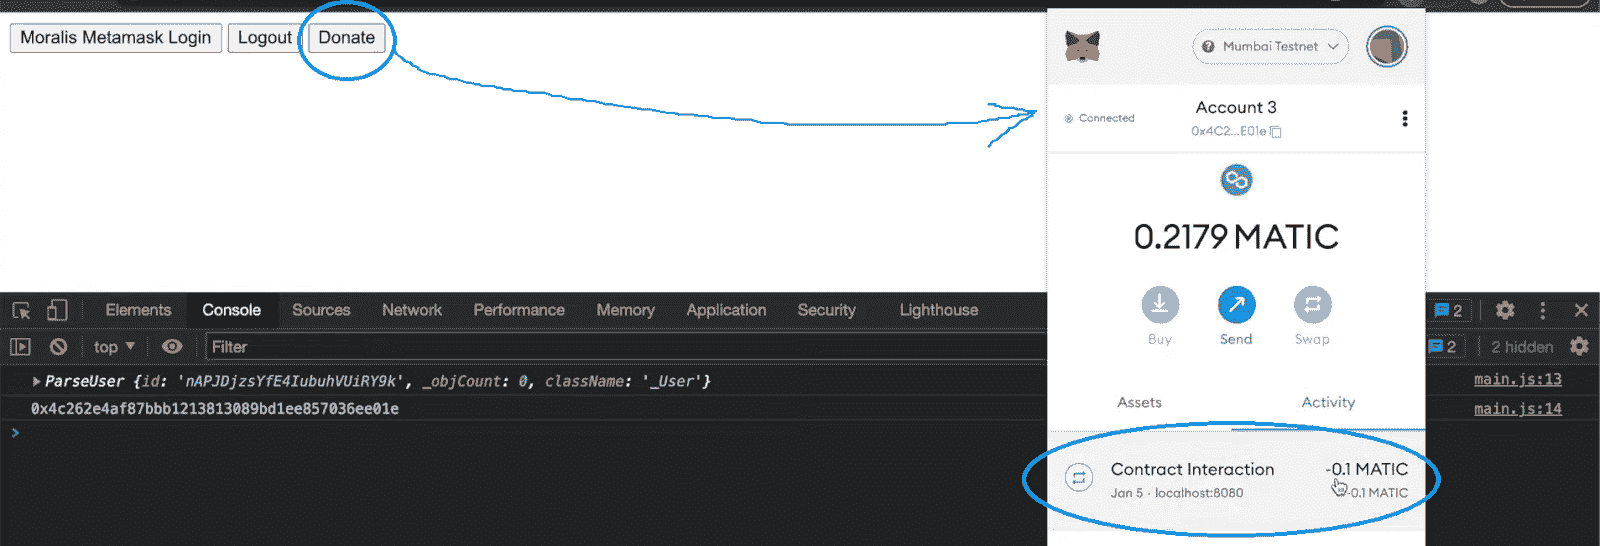 Moralis Metamask Login Logout Donate
Mumbai Testnet
Connected
Account 3
0x4C2...E01e
0.2179 MATIC
Buy Send Swap
Assets Activity
Contract Interaction -0.1 MATIC
Jan 5 · localhost:8080 -0.1 MATIC
Elements Console Sources Network Performance Memory Application Security Lighthouse 2
top Filter 2 2 hidden
ParseUser {id: 'nAPJDjzsYfE4IubuhVUiRY9k', _objCount: 0, className: '_User'} main.js:13
0x4c262e4af87bbb1213813089bd1ee857036ee01e main.js:14